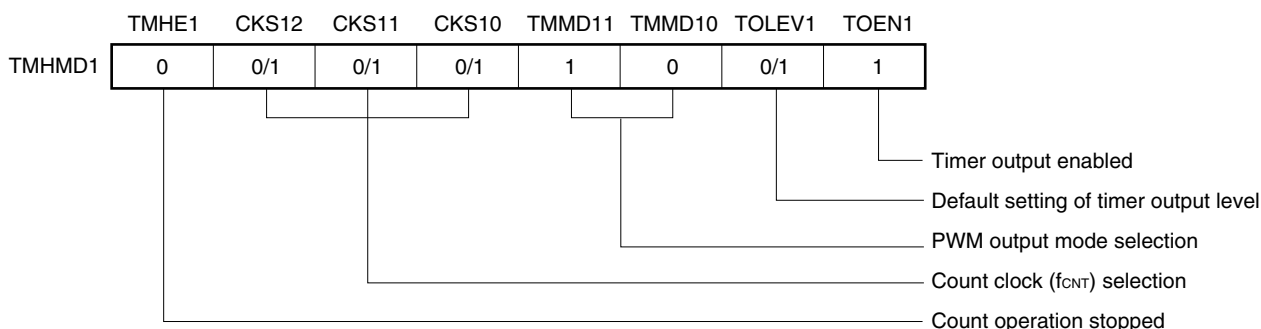 TMHE1 CKS12 CKS11 CKS10 TMMD11 TMMD10 TOLEV1 TOEN1
TMHMD1 0 0/1 0/1 0/1 1 0 0/1 1
Timer output enabled
Default setting of timer output level
PWM output mode selection
Count clock (fCNT) selection
Count operation stopped